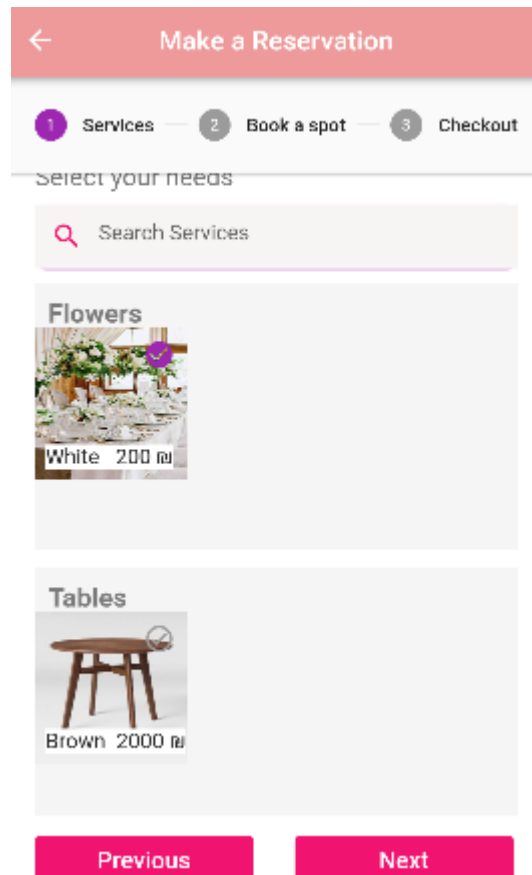 Make a Reservation
1 Services 2 Book a spot 3 Checkout
Select your needs
Search Services
Flowers
White 200 ₪
Tables
Brown 2000 ₪
Previous Next